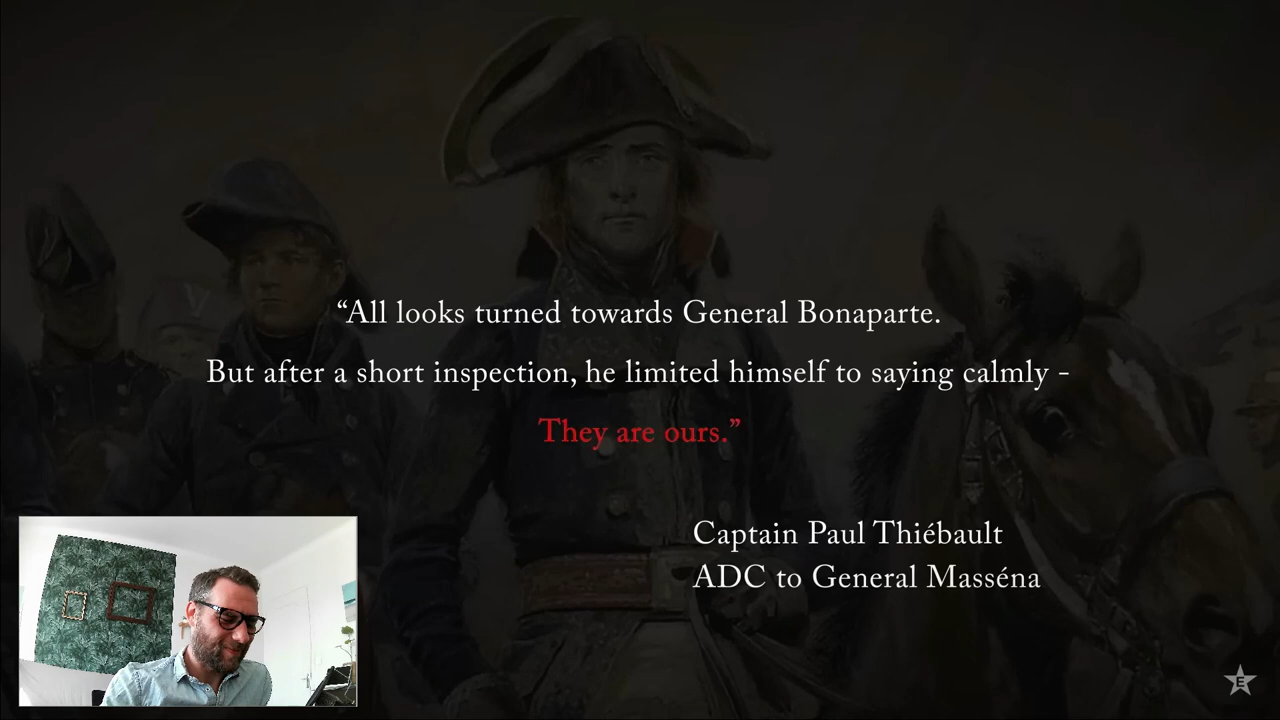 “All looks turned towards General Bonaparte.
But after a short inspection, he limited himself to saying calmly -
They are ours.”
Captain Paul Thiébault
ADC to General Masséna
E